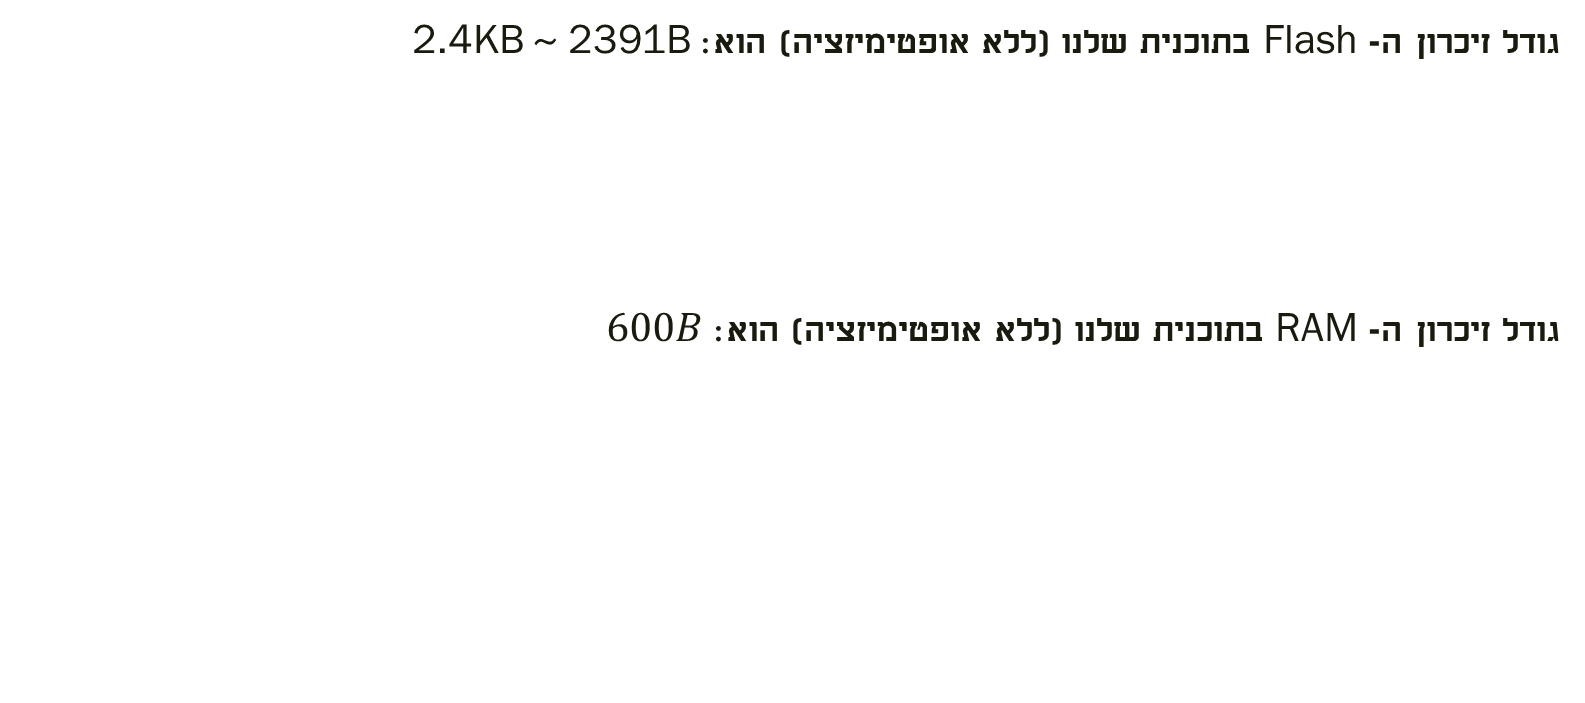 גודל זיכרון ה- Flash בתוכנית שלנו (ללא אופטימיזציה) הוא: 2391B ~ 2.4KB
גודל זיכרון ה- RAM בתוכנית שלנו (ללא אופטימיזציה) הוא: 600B